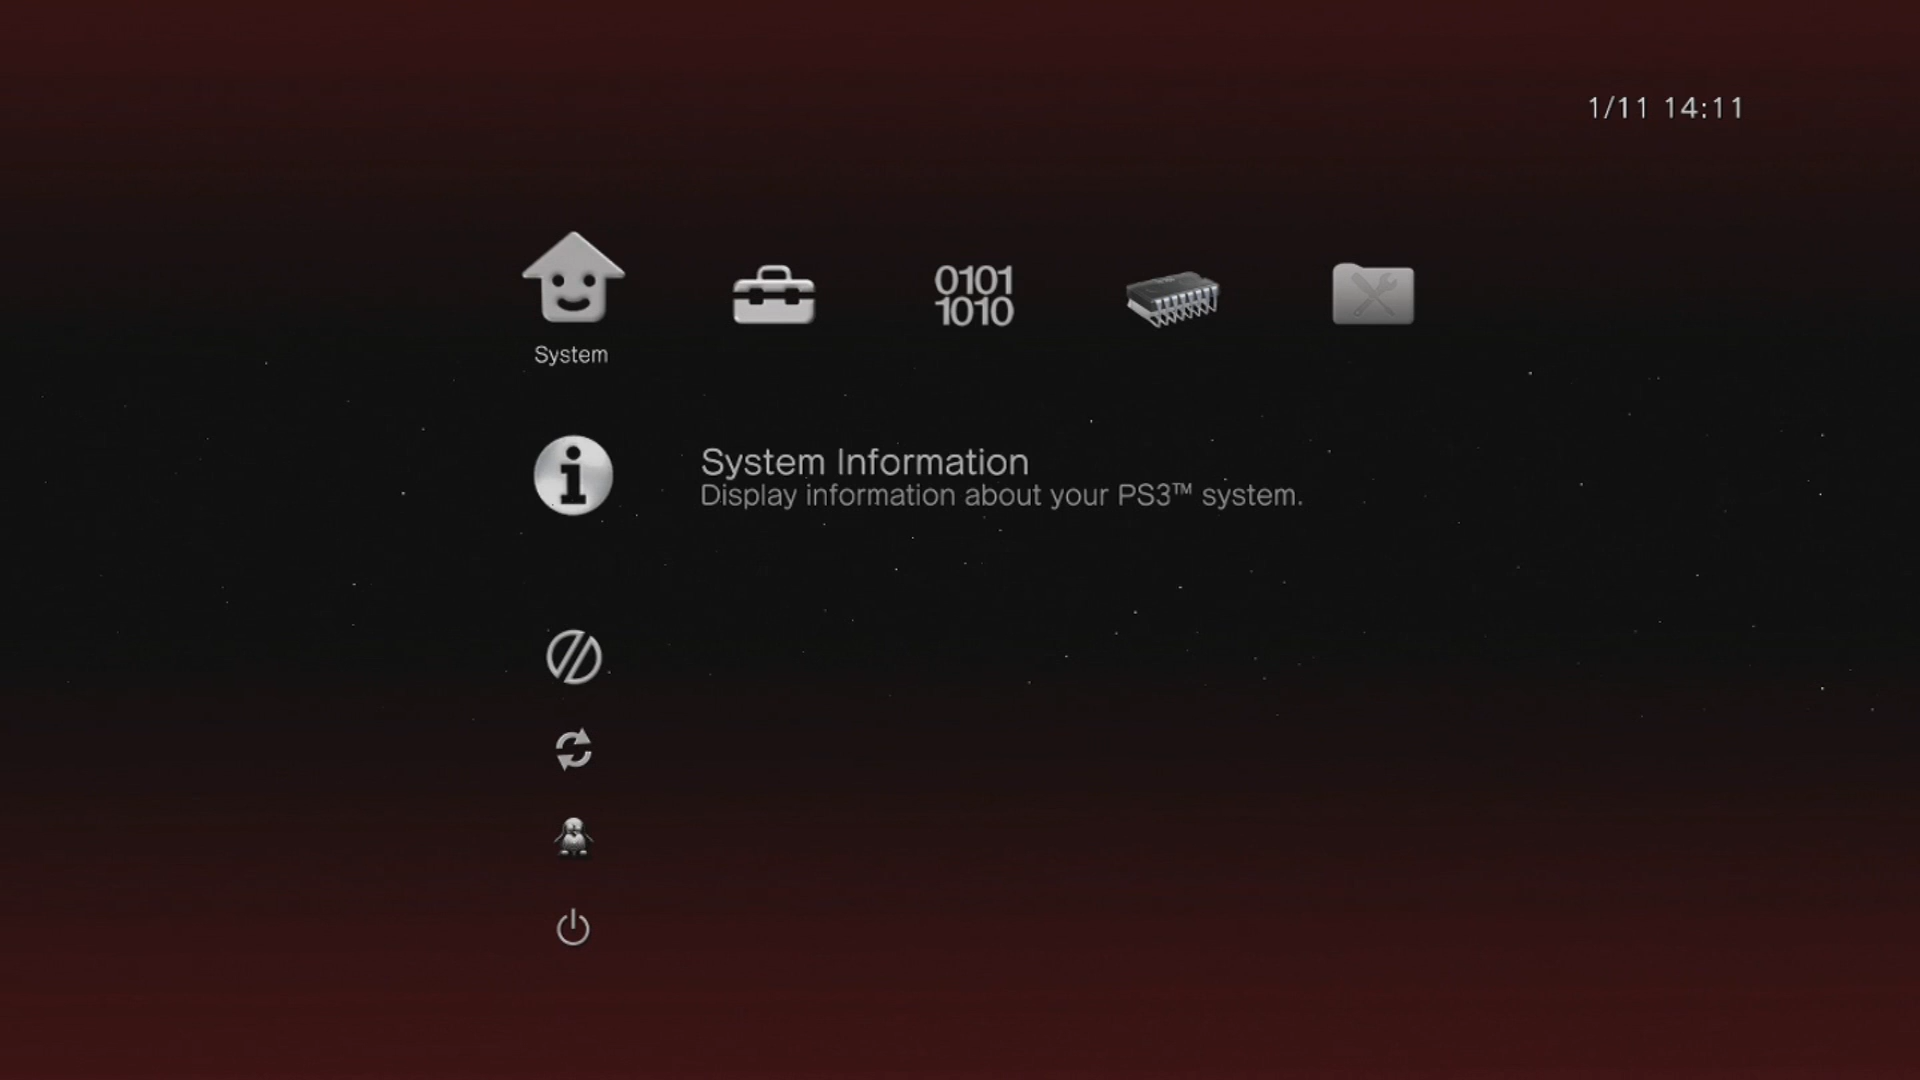 1/11 14:11
0101
1010
System
System Information
Display information about your PS3™ system.